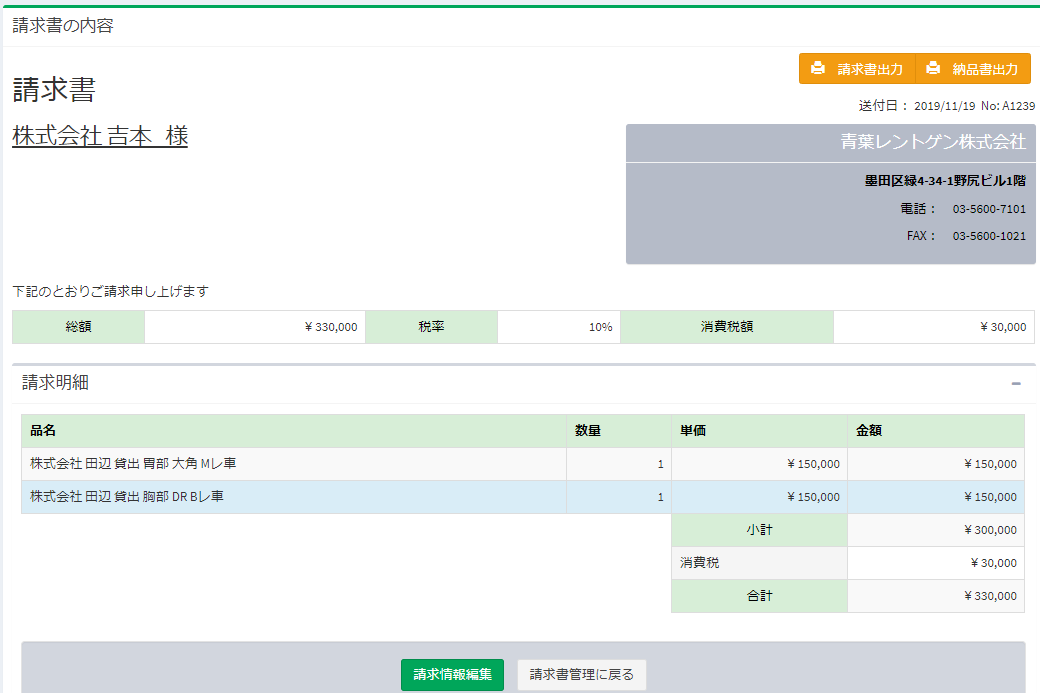 請求書の内容
請求書出力 納品書出力
請求書
送付日： 2019/11/19 No: A1239
株式会社 吉本 様
青葉レントゲン株式会社
墨田区緑4-34-1野尻ビル1階
電話： 03-5600-7101
FAX： 03-5600-1021
下記のとおりご請求申し上げます
総額 ¥ 330,000 税率 10% 消費税額 ¥ 30,000
請求明細
品名 数量 単価 金額
株式会社 田辺 貸出 胃部 大角 Mレ車 1 ¥ 150,000 ¥ 150,000
株式会社 田辺 貸出 胸部 DR Bレ車 1 ¥ 150,000 ¥ 150,000
小計 ¥ 300,000
消費税 ¥ 30,000
合計 ¥ 330,000
請求情報編集 請求書管理に戻る